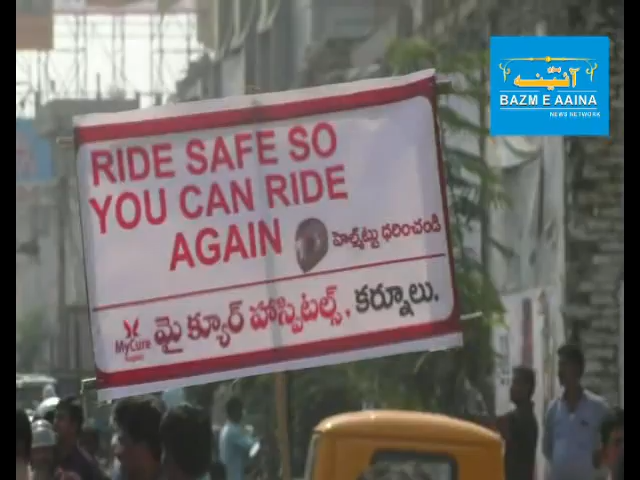 آئینہ
BAZM E AAINA
NEWS NETWORK
RIDE SAFE SO
YOU CAN RIDE
AGAIN
హెల్మెట్టు ధరించండి
MyCure
మై క్యూర్ హాస్పిటల్స్, కర్నూలు.